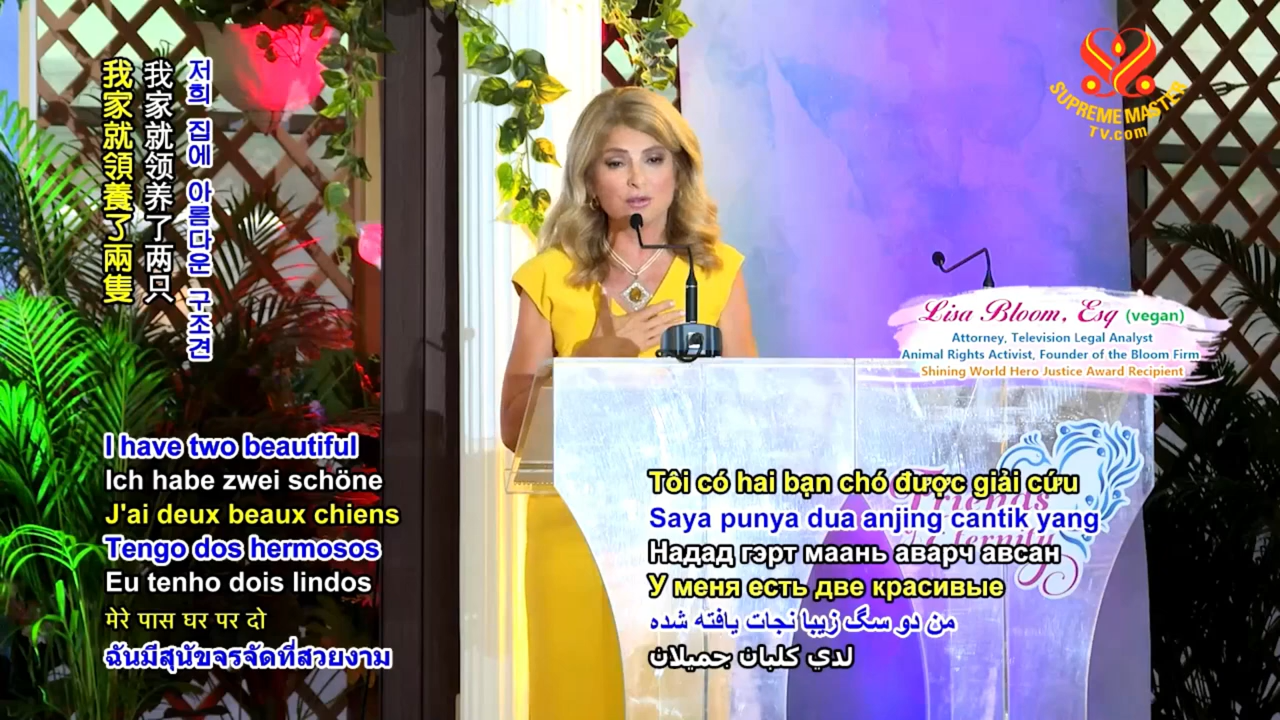 SUPREME MASTER
TV.com
我家就領養了兩隻
我家就领养了两只
저희 집에 아름다운 구조견
Lisa Bloom, Esq (vegan)
Attorney, Television Legal Analyst
Animal Rights Activist, Founder of the Bloom Firm
Shining World Hero Justice Award Recipient
I have two beautiful
Ich habe zwei schöne
J'ai deux beaux chiens
Tengo dos hermosos
Eu tenho dois lindos
मेरे पास घर पर दो
ฉันมีสุนัขจรจัดที่สวยงาม
Tôi có hai bạn chó được giải cứu
Saya punya dua anjing cantik yang
Надад гэрт маань аварч авсан
У меня есть две красивые
من دو سگ زیبا نجات یافته شده
لدي كلبان جميلان
Friends
Eternity